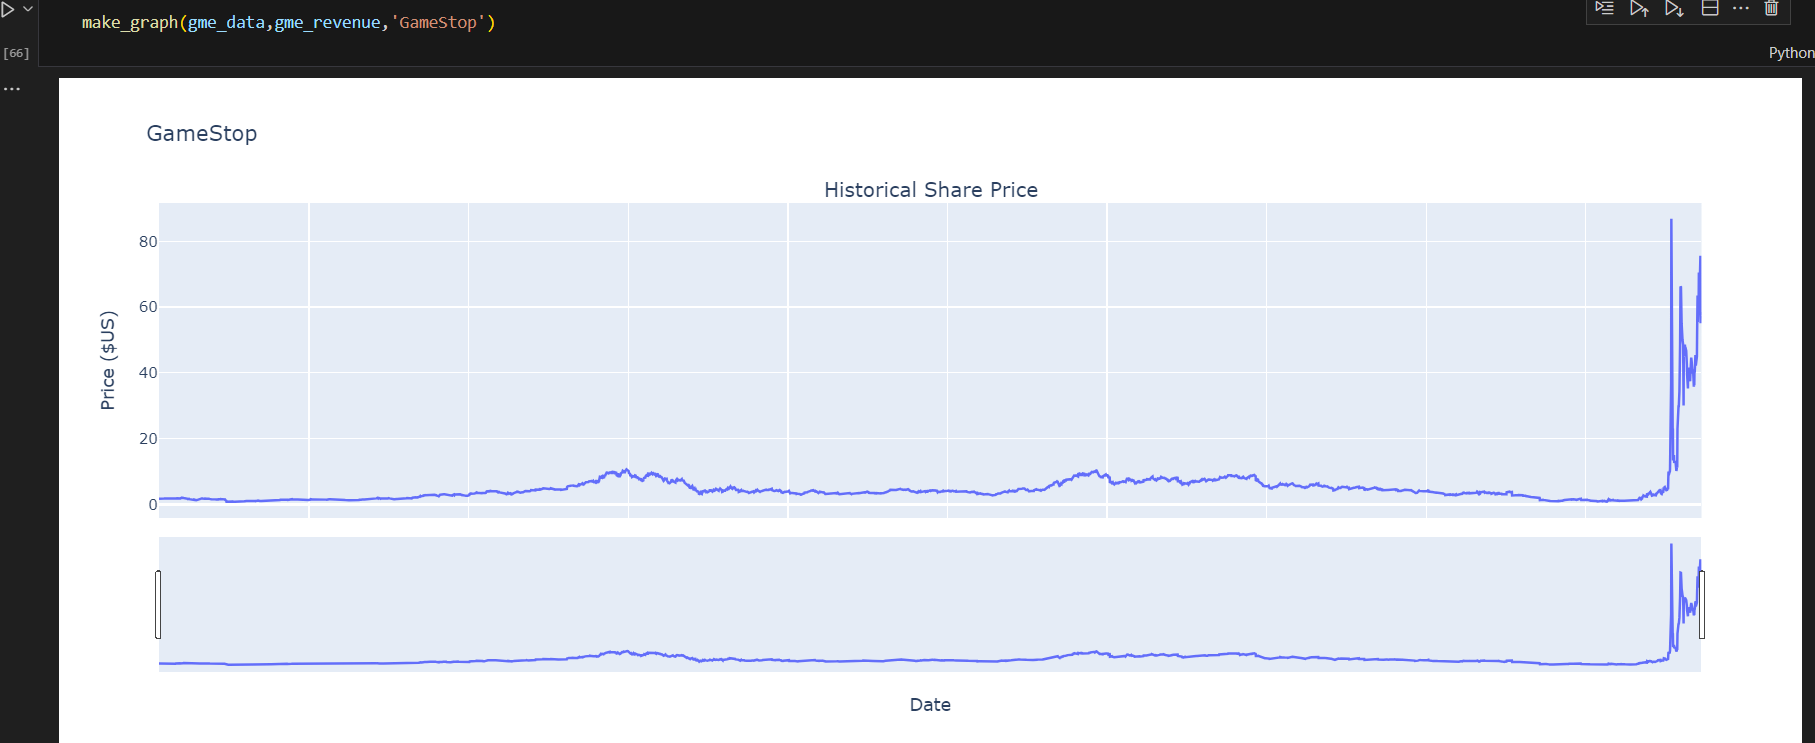 make_graph(gme_data,gme_revenue,'GameStop')
[66]
Python
GameStop
Historical Share Price
80
60
40
20
0
Price ($US)
Date